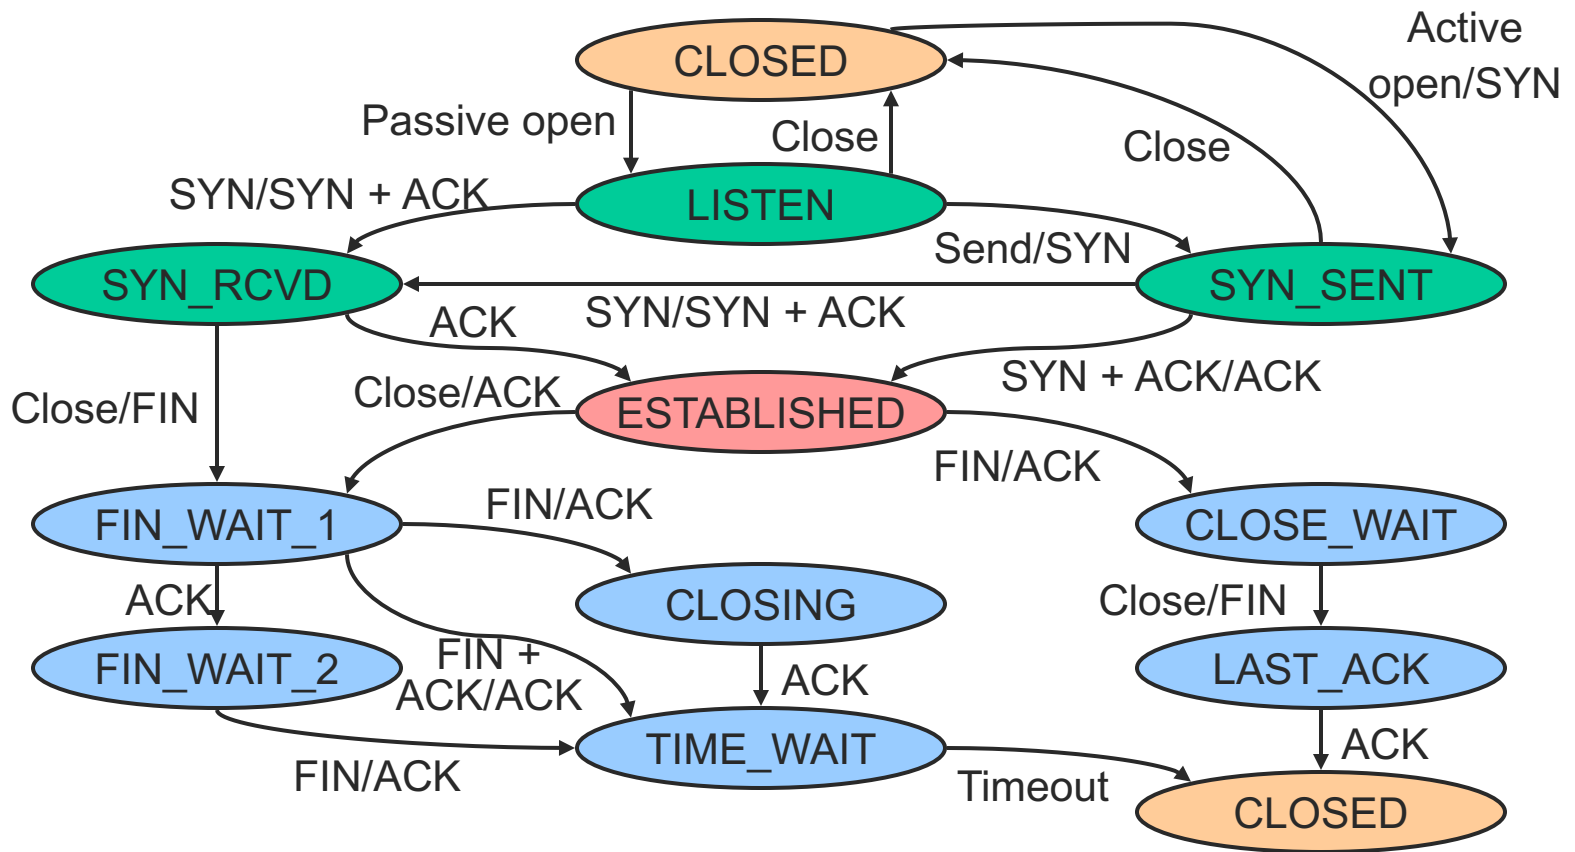 CLOSED
Active
open/SYN
Passive open
Close
Close
SYN/SYN + ACK
LISTEN
Send/SYN
SYN_RCVD
SYN_SENT
SYN/SYN + ACK
ACK
SYN + ACK/ACK
Close/FIN
Close/ACK
ESTABLISHED
FIN/ACK
FIN/ACK
FIN_WAIT_1
CLOSE_WAIT
ACK
CLOSING
Close/FIN
FIN_WAIT_2
FIN +
ACK/ACK
ACK
LAST_ACK
FIN/ACK
TIME_WAIT
Timeout
ACK
CLOSED